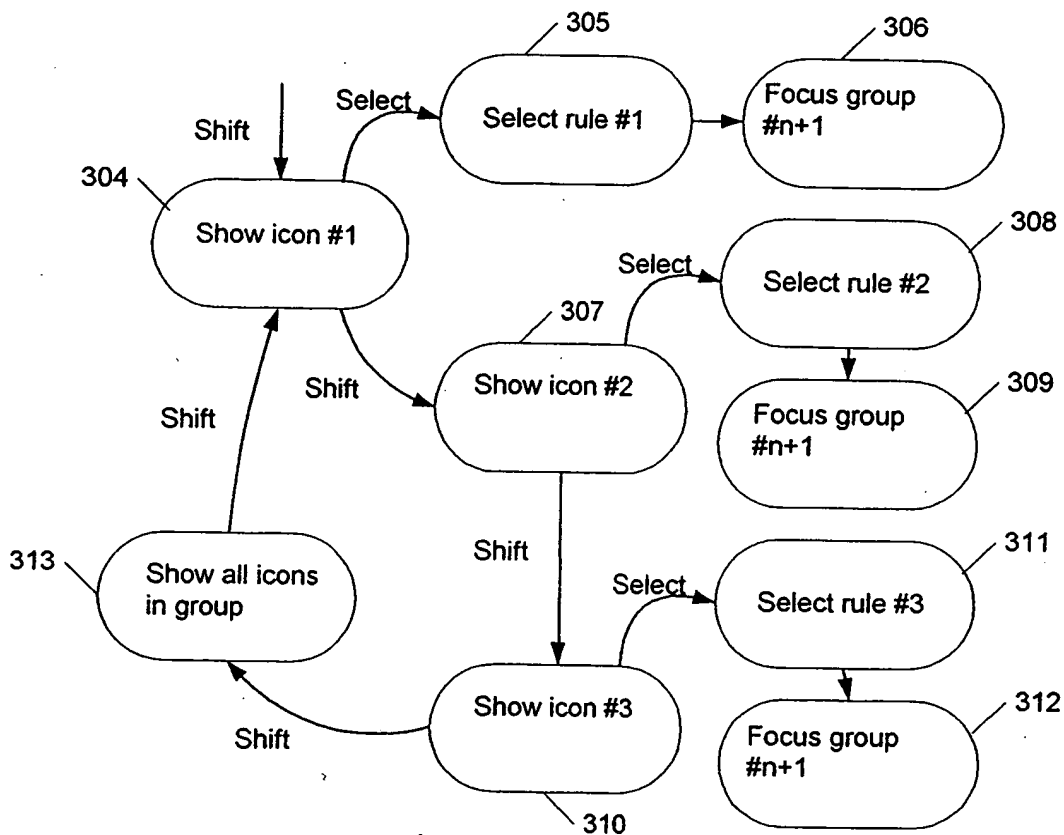 305
306
Select
Select rule #1
Focus group
#n+1
Shift
304
Show icon #1
308
Select
Select rule #2
307
Shift
Show icon #2
309
Focus group
#n+1
Shift
313
Show all icons
in group
Shift
311
Select
Select rule #3
Show icon #3
312
Focus group
#n+1
Shift
310